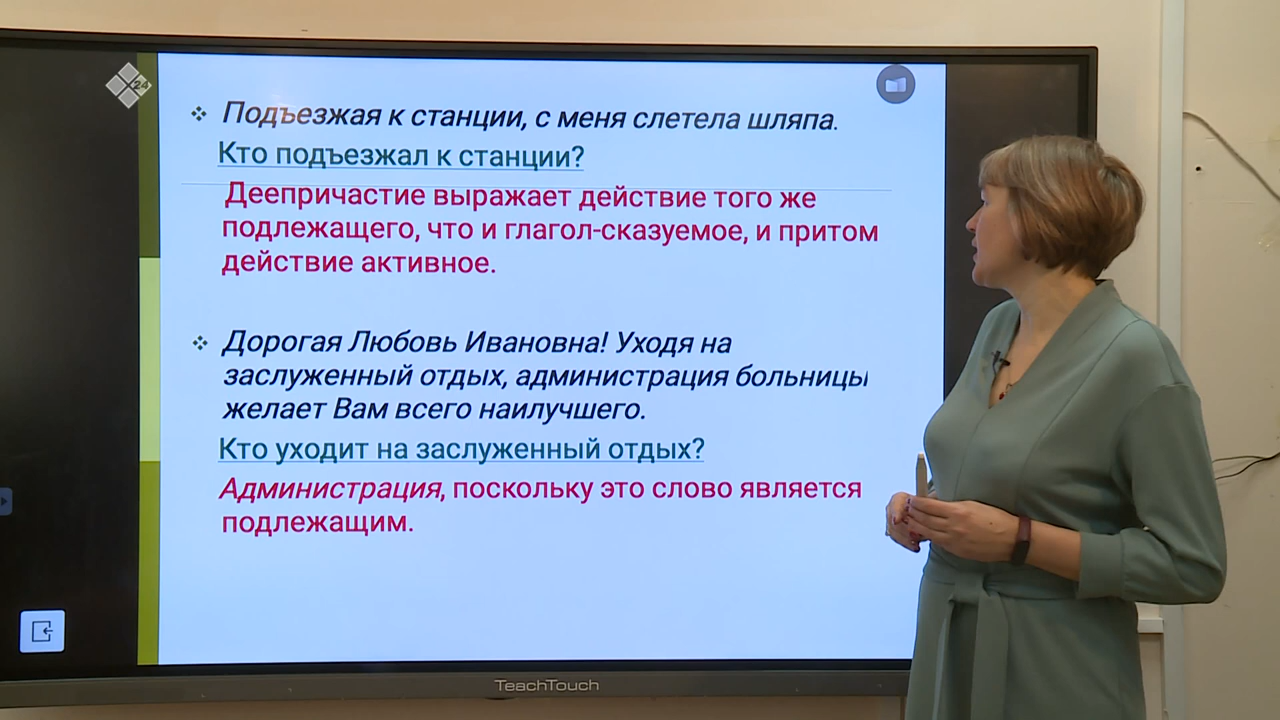 Подъезжая к станции, с меня слетела шляпа.
Кто подъезжал к станции?
Деепричастие выражает действие того же
подлежащего, что и глагол-сказуемое, и притом
действие активное.
Дорогая Любовь Ивановна! Уходя на
заслуженный отдых, администрация больницы
желает Вам всего наилучшего.
Кто уходит на заслуженный отдых?
Администрация, поскольку это слово является
подлежащим.
TeachTouch